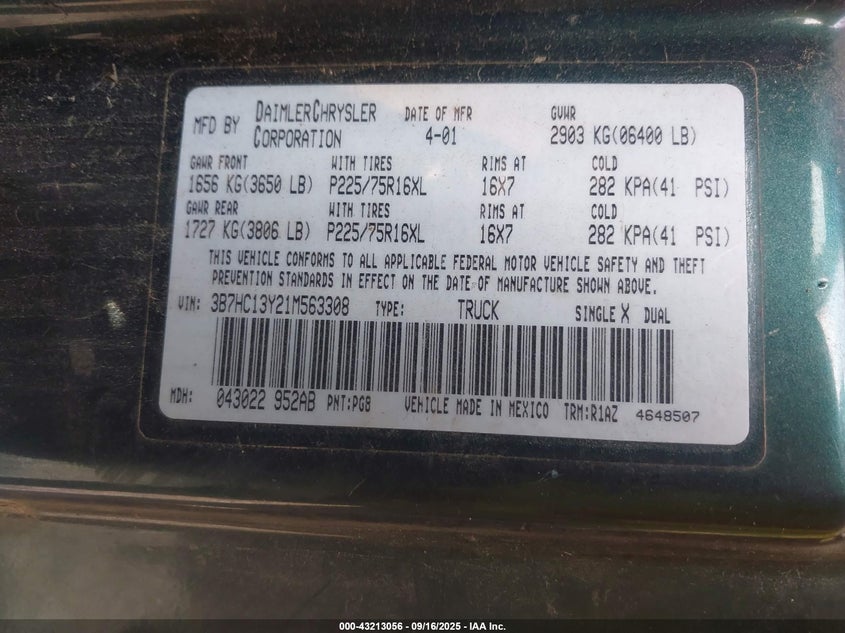 MFD BY DAIMLERCHRYSLER CORPORATION
DATE OF MFR 4-01
GVWR 2903 KG(06400 LB)
GAWR FRONT WITH TIRES RIMS AT COLD
1656 KG(3650 LB) P225/75R16XL 16X7 282 KPA(41 PSI)
GAWR REAR WITH TIRES RIMS AT COLD
1727 KG(3806 LB) P225/75R16XL 16X7 282 KPA(41 PSI)
THIS VEHICLE CONFORMS TO ALL APPLICABLE FEDERAL MOTOR VEHICLE SAFETY AND THEFT
PREVENTION STANDARDS IN EFFECT ON THE DATE OF MANUFACTURE SHOWN ABOVE.
VIN: 3B7HC13Y21M563308 TYPE: TRUCK SINGLE X DUAL
MDH: 043022 952AB PNT:PG8 VEHICLE MADE IN MEXICO TRM:R1AZ 4648507
000-43213056 - 09/16/2025 - IAA Inc.